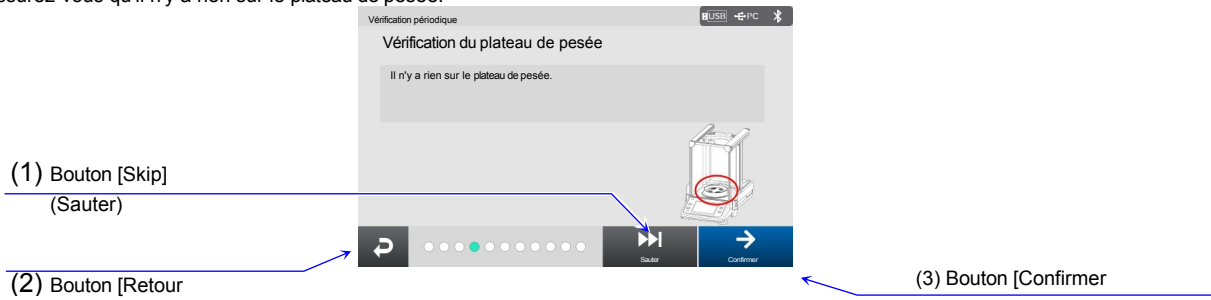 Vérification périodique
USB PC
Vérification du plateau de pesée
Il n'y a rien sur le plateau de pesée.
(1) Bouton [Skip]
(Sauter)
Sauter
Confirmer
(2) Bouton [Retour
(3) Bouton [Confirmer